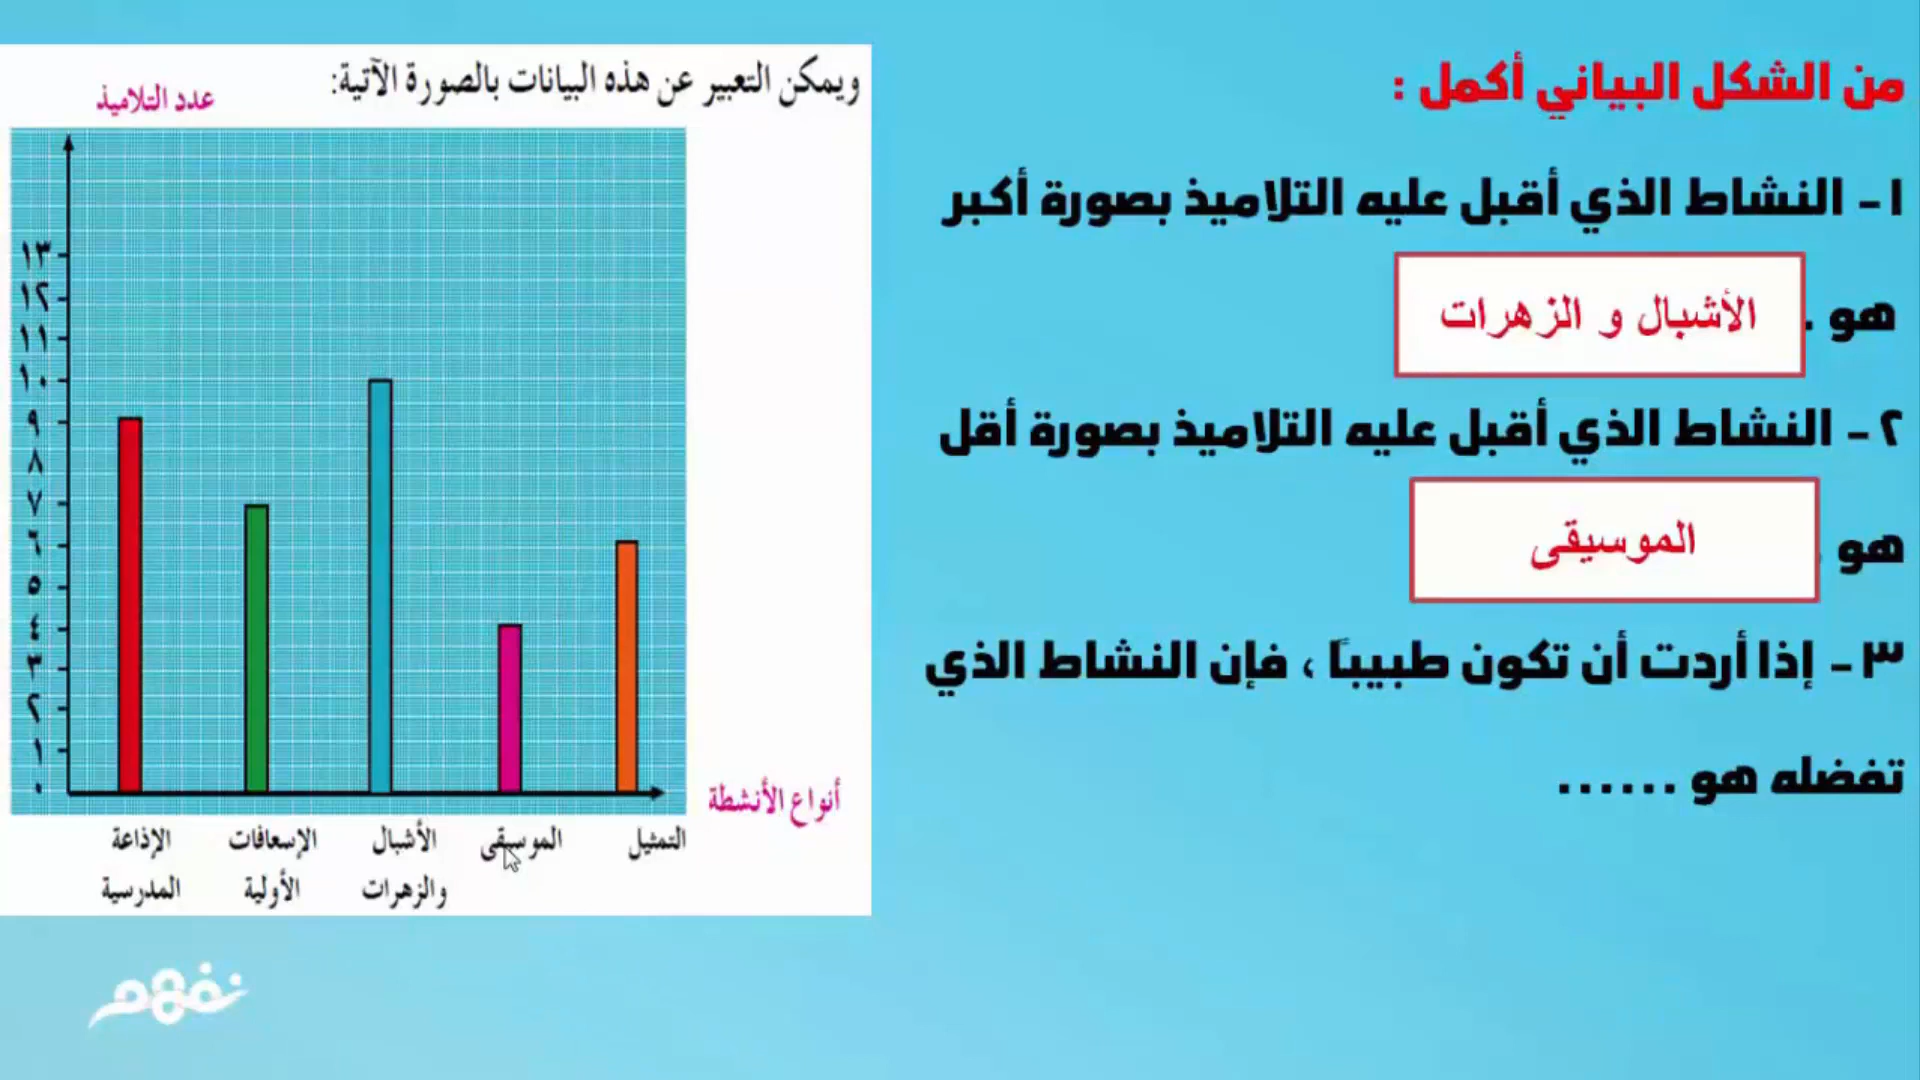 من الشكل البياني أكمل :
١- النشاط الذي أقبل عليه التلاميذ بصورة أكبر
هو .
الأشبال و الزهرات
٢- النشاط الذي أقبل عليه التلاميذ بصورة أقل
هو .
الموسيقى
٣- إذا أردت أن تكون طبيباً ، فإن النشاط الذي
تفضله هو ......
ويمكن التعبير عن هذه البيانات بالصورة الآتية:
عدد التلاميذ
١٣
١٢
١١
١٠
٩
٨
٧
٦
٥
٤
٣
٢
١
٠
أنواع الأنشطة
الإذاعة المدرسية
الإسعافات الأولية
الأشبال والزهرات
الموسيقى
التمثيل
نفهم